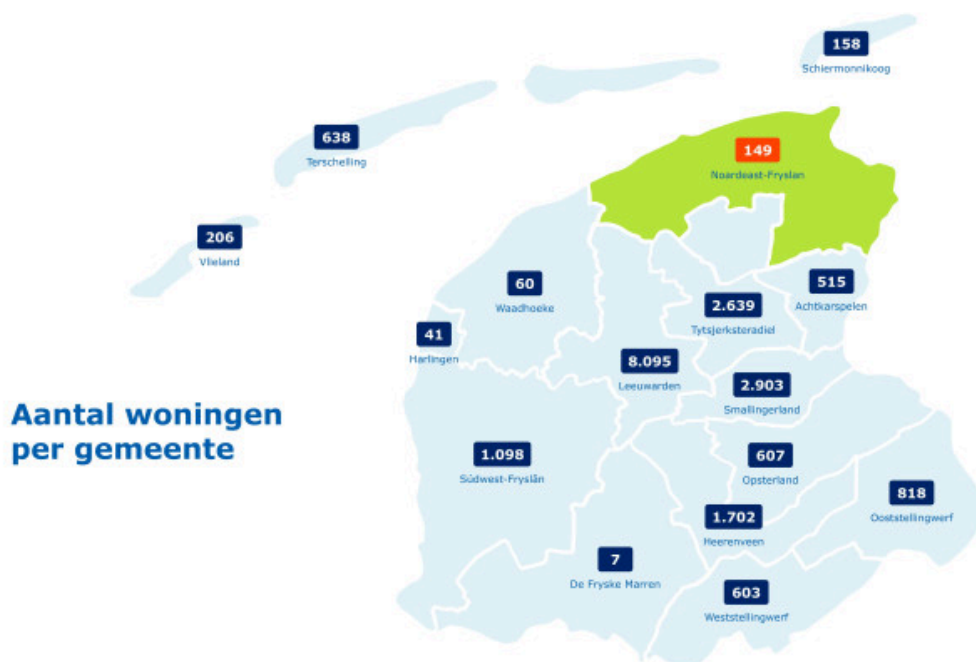 158
Schiermonnikoog
638
Terschelling
149
Noardeast-Fryslan
206
Vlieland
60
Waadhoeke
515
Achtkarspelen
2.639
Tytsjerksteradiel
41
Harlingen
8.095
Leeuwarden
2.903
Smallingerland
Aantal woningen
per gemeente
1.098
Súdwest-Fryslân
607
Opsterland
818
Ooststellingwerf
1.702
Heerenveen
7
De Fryske Marren
603
Weststellingwerf